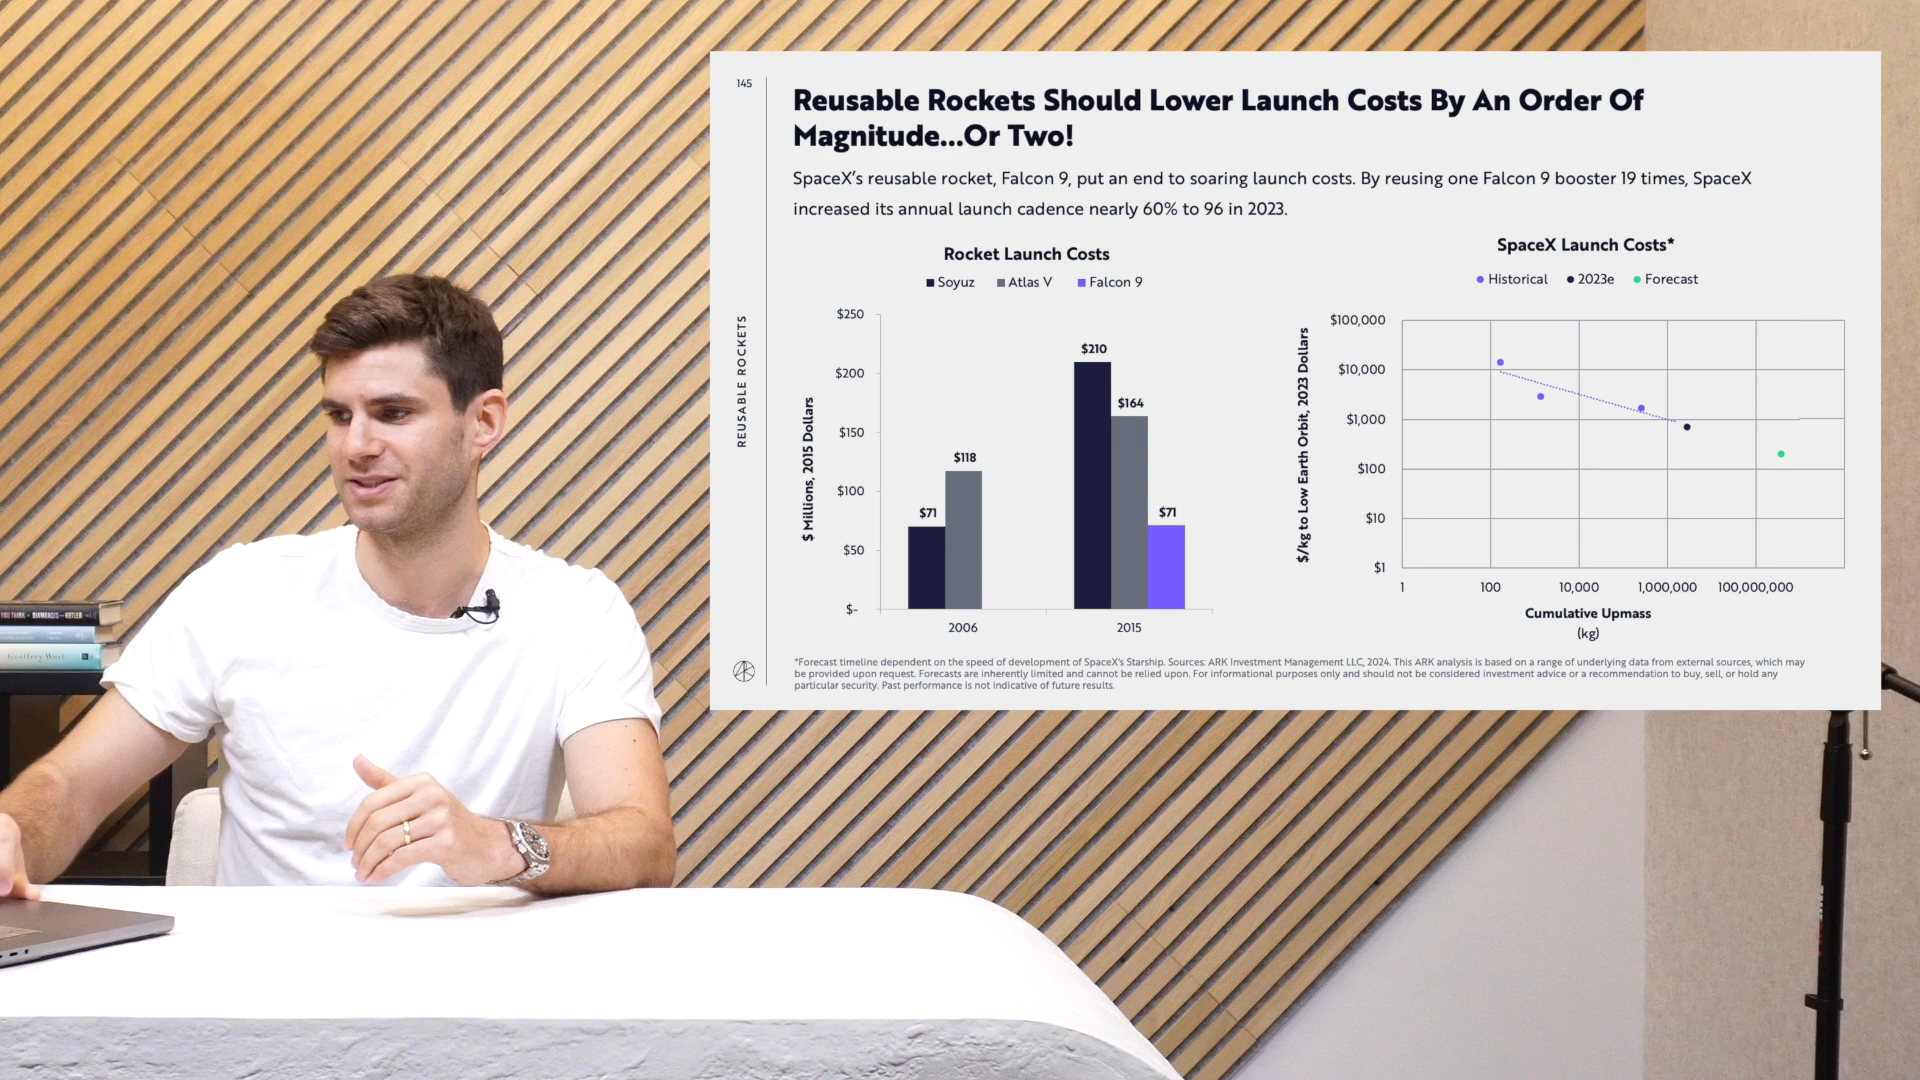 145
Reusable Rockets Should Lower Launch Costs By An Order Of
Magnitude...Or Two!
SpaceX's reusable rocket, Falcon 9, put an end to soaring launch costs. By reusing one Falcon 9 booster 19 times, SpaceX
increased its annual launch cadence nearly 60% to 96 in 2023.
REUSABLE ROCKETS
Rocket Launch Costs
Soyuz Atlas V Falcon 9
$ Millions, 2015 Dollars
$250
$200
$150
$100
$50
$-
$71
$118
$210
$164
$71
2006 2015
SpaceX Launch Costs*
Historical 2023e Forecast
$/kg to Low Earth Orbit, 2023 Dollars
$100,000
$10,000
$1,000
$100
$10
$1
1 100 10,000 1,000,000 100,000,000
Cumulative Upmass
(kg)
*Forecast timeline dependent on the speed of development of SpaceX's Starship. Sources: ARK Investment Management LLC, 2024. This ARK analysis is based on a range of underlying data from external sources, which may
be provided upon request. Forecasts are inherently limited and cannot be relied upon. For informational purposes only and should not be considered investment advice or a recommendation to buy, sell, or hold any
particular security. Past performance is not indicative of future results.
YOU THINK DIAMANDIS KOTLER
Geoffrey West